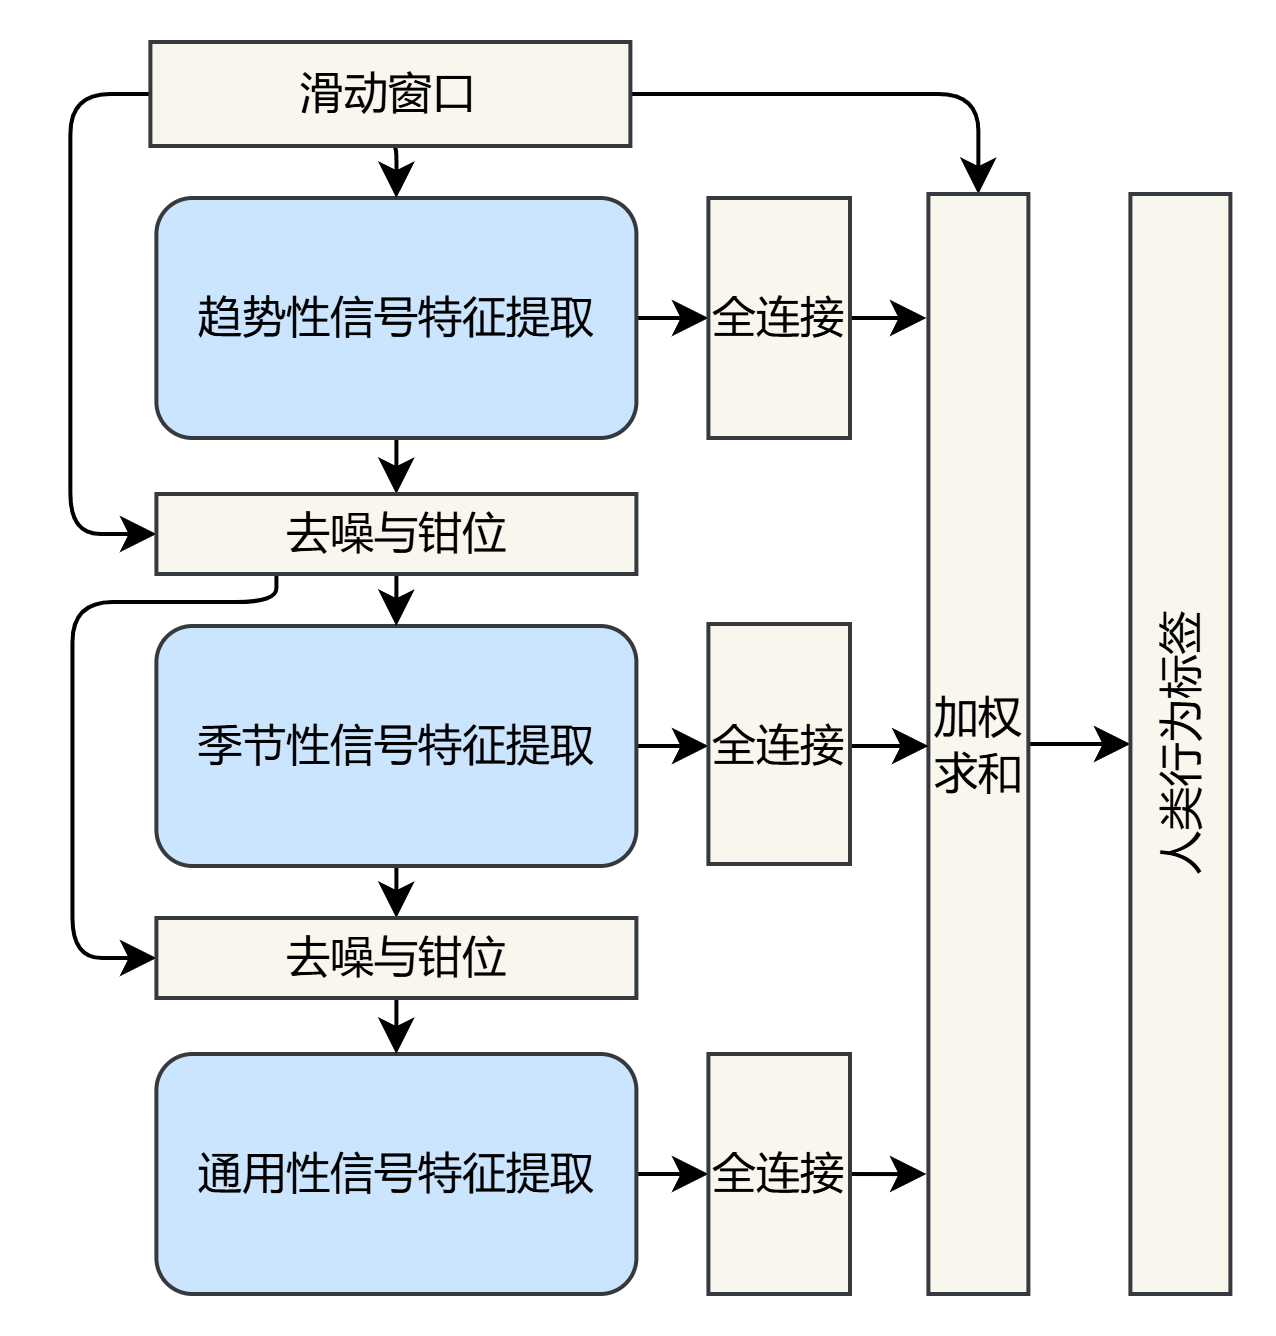 滑动窗口
趋势性信号特征提取
全连接
去噪与钳位
季节性信号特征提取
全连接
加权
求和
人类行为标签
去噪与钳位
通用性信号特征提取
全连接